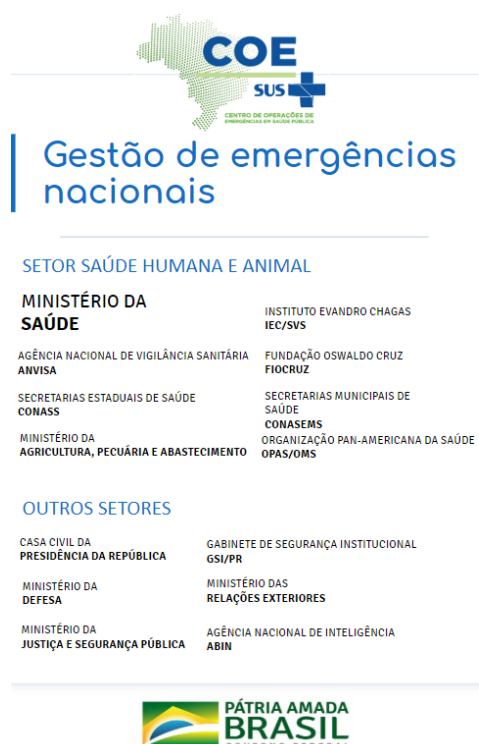 COE
SUS
CENTRO DE OPERAÇÕES DE
EMERGÊNCIAS EM SAÚDE PÚBLICA
Gestão de emergências
nacionais
SETOR SAÚDE HUMANA E ANIMAL
MINISTÉRIO DA
SAÚDE
INSTITUTO EVANDRO CHAGAS
IEC/SVS
AGÊNCIA NACIONAL DE VIGILÂNCIA SANITÁRIA
ANVISA
FUNDAÇÃO OSWALDO CRUZ
FIOCRUZ
SECRETARIAS ESTADUAIS DE SAÚDE
CONASS
SECRETARIAS MUNICIPAIS DE
SAÚDE
CONASEMS
MINISTÉRIO DA
AGRICULTURA, PECUÁRIA E ABASTECIMENTO
ORGANIZAÇÃO PAN-AMERICANA DA SAÚDE
OPAS/OMS
OUTROS SETORES
CASA CIVIL DA
PRESIDÊNCIA DA REPÚBLICA
GABINETE DE SEGURANÇA INSTITUCIONAL
GSI/PR
MINISTÉRIO DA
DEFESA
MINISTÉRIO DAS
RELAÇÕES EXTERIORES
MINISTÉRIO DA
JUSTIÇA E SEGURANÇA PÚBLICA
AGÊNCIA NACIONAL DE INTELIGÊNCIA
ABIN
PÁTRIA AMADA
BRASIL